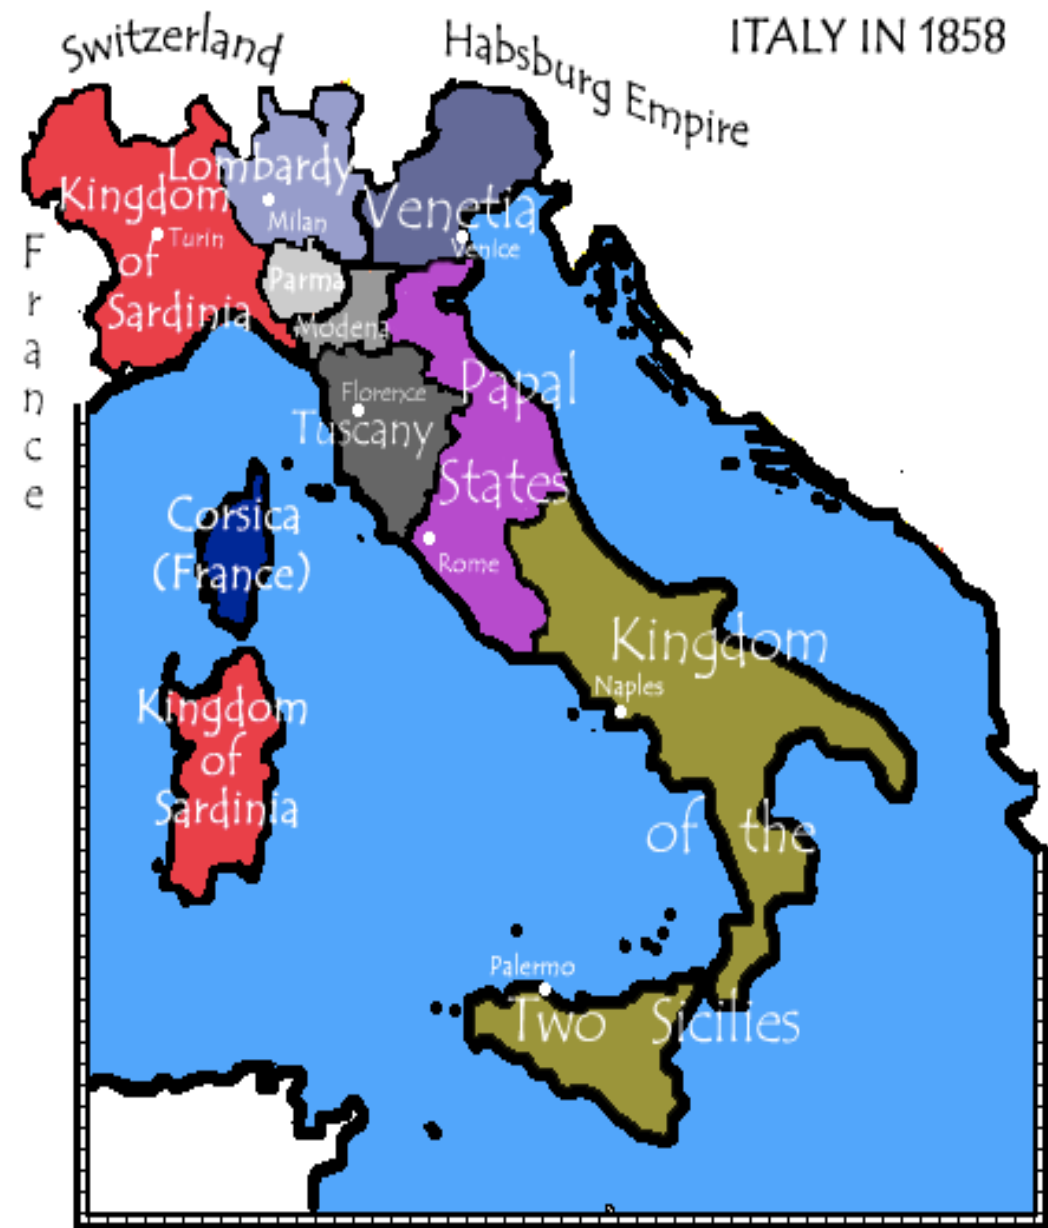 ITALY IN 1858
Switzerland
Habsburg Empire
France
Lombardy
Milan
Venetia
Venice
Kingdom
of
Sardinia
Turin
Parma
Modena
Florence
Tuscany
Papal
States
Rome
Corsica
(France)
Kingdom
of
Sardinia
Kingdom
of the
Two Sicilies
Naples
Palermo